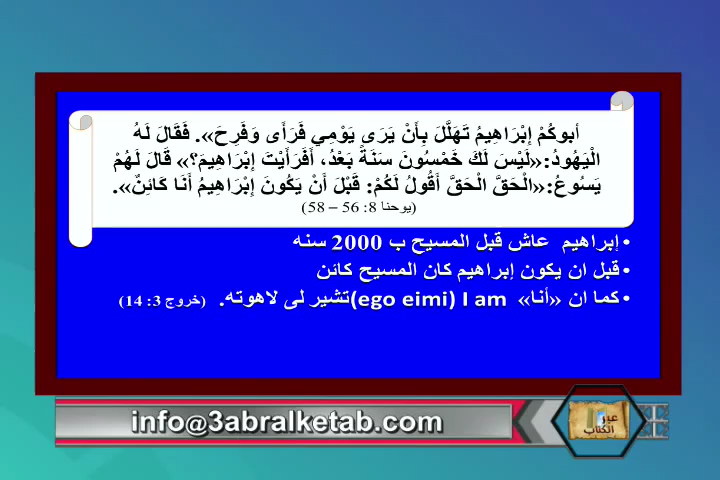 أبوكُمْ إِبْرَاهِيمُ تَهَلَّلَ بِأَنْ يَرَى يَوْمِي فَرَأَى وَفَرِحَ». فَقَالَ لَهُ
الْيَهُودُ:«لَيْسَ لَكَ خَمْسُونَ سَنَةً بَعْدُ، أَفَرَأَيْتَ إِبْرَاهِيمَ؟» قَالَ لَهُمْ
يَسُوعُ:«الْحَقَّ الْحَقَّ أَقُولُ لَكُمْ: قَبْلَ أَنْ يَكُونَ إِبْرَاهِيمُ أَنَا كَائِنٌ».
(يوحنا 8: 56 – 58)
• إبراهيم عاش قبل المسيح ب 2000 سنه
• قبل ان يكون إبراهيم كان المسيح كائن
• كما ان «أنا» I am (ego eimi)تشير لى لاهوته. (خروج 3: 14)
info@3abralketab.com
عبر
الكتاب